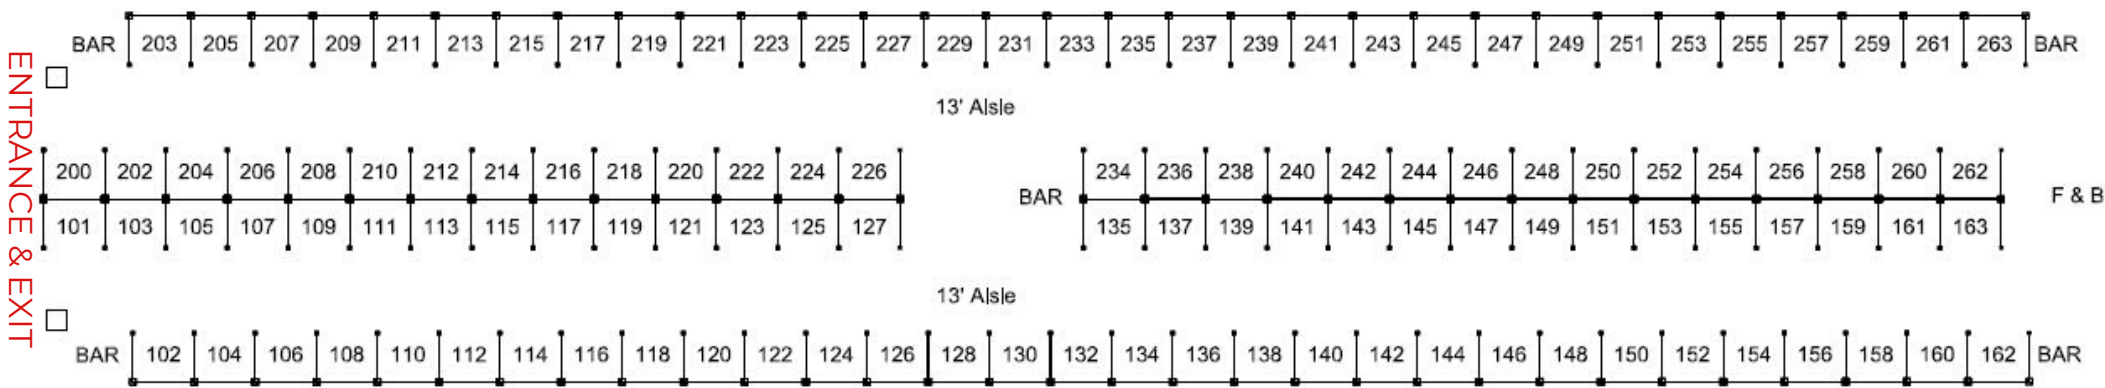 BAR 203 205 207 209 211 213 215 217 219 221 223 225 227 229 231 233 235 237 239 241 243 245 247 249 251 253 255 257 259 261 263 BAR
ENTRANCE & EXIT
13' Aisle
200 202 204 206 208 210 212 214 216 218 220 222 224 226 234 236 238 240 242 244 246 248 250 252 254 256 258 260 262
BAR F & B
101 103 105 107 109 111 113 115 117 119 121 123 125 127 135 137 139 141 143 145 147 149 151 153 155 157 159 161 163
13' Aisle
BAR 102 104 106 108 110 112 114 116 118 120 122 124 126 128 130 132 134 136 138 140 142 144 146 148 150 152 154 156 158 160 162 BAR